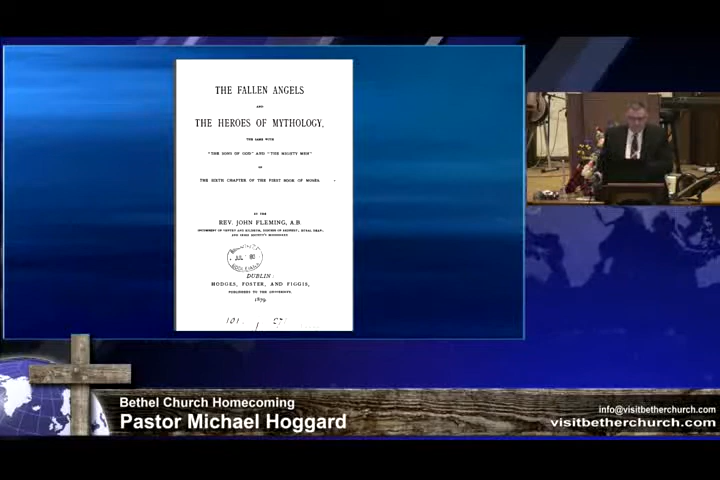 THE FALLEN ANGELS
AND
THE HEROES OF MYTHOLOGY,
THE SAME WITH
"THE SONS OF GOD" AND "THE MIGHTY MEN"
OF
THE SIXTH CHAPTER OF THE FIRST BOOK OF MOSES
BY THE
REV. JOHN FLEMING, A.B.
DUBLIN:
HODGES, FOSTER, AND FIGGIS,
PUBLISHERS TO THE UNIVERSITY.
1879.
Bethel Church Homecoming
Pastor Michael Hoggard
info@visitbetherchurch.com
visitbetherchurch.com